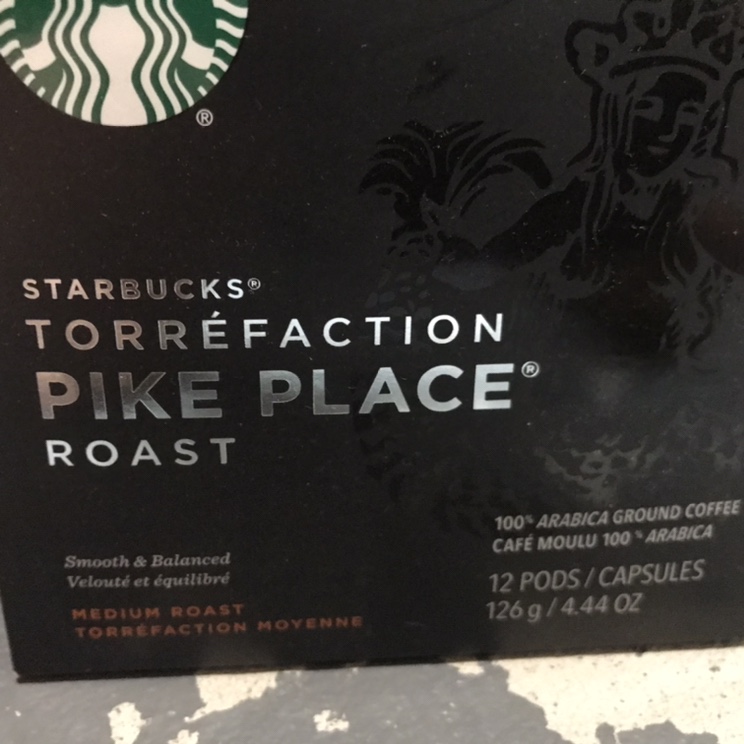 ®
STARBUCKS®
TORRÉFACTION
PIKE PLACE®
ROAST
Smooth & Balanced
Velouté et équilibré
MEDIUM ROAST
TORRÉFACTION MOYENNE
100% ARABICA GROUND COFFEE
CAFÉ MOULU 100 % ARABICA
12 PODS / CAPSULES
126 g / 4.44 OZ